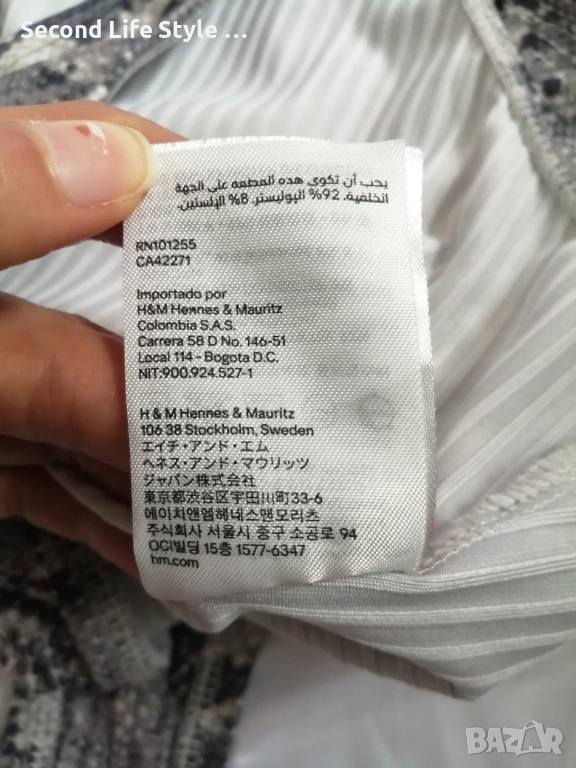 Second Life Style ...
يجب أن تكوى هذه المطعه على الجهة
الخلفية. 92% البوليستر. 8% الإلستين.
RN101255
CA42271
Importado por
H&M Hennes & Mauritz
Colombia S.A.S.
Carrera 58 D No. 146-51
Local 114 - Bogota D.C.
NIT:900.924.527-1
H & M Hennes & Mauritz
106 38 Stockholm, Sweden
エイチ・アンド・エム
ヘネス・アンド・マウリッツ
ジャパン株式会社
東京都渋谷区宇田川町33-6
에이치앤엠헤네스앤모리츠
주식회사 서울시 중구 소공로 94
OCI빌딩 15층 1577-6347
hm.com
BAZAR